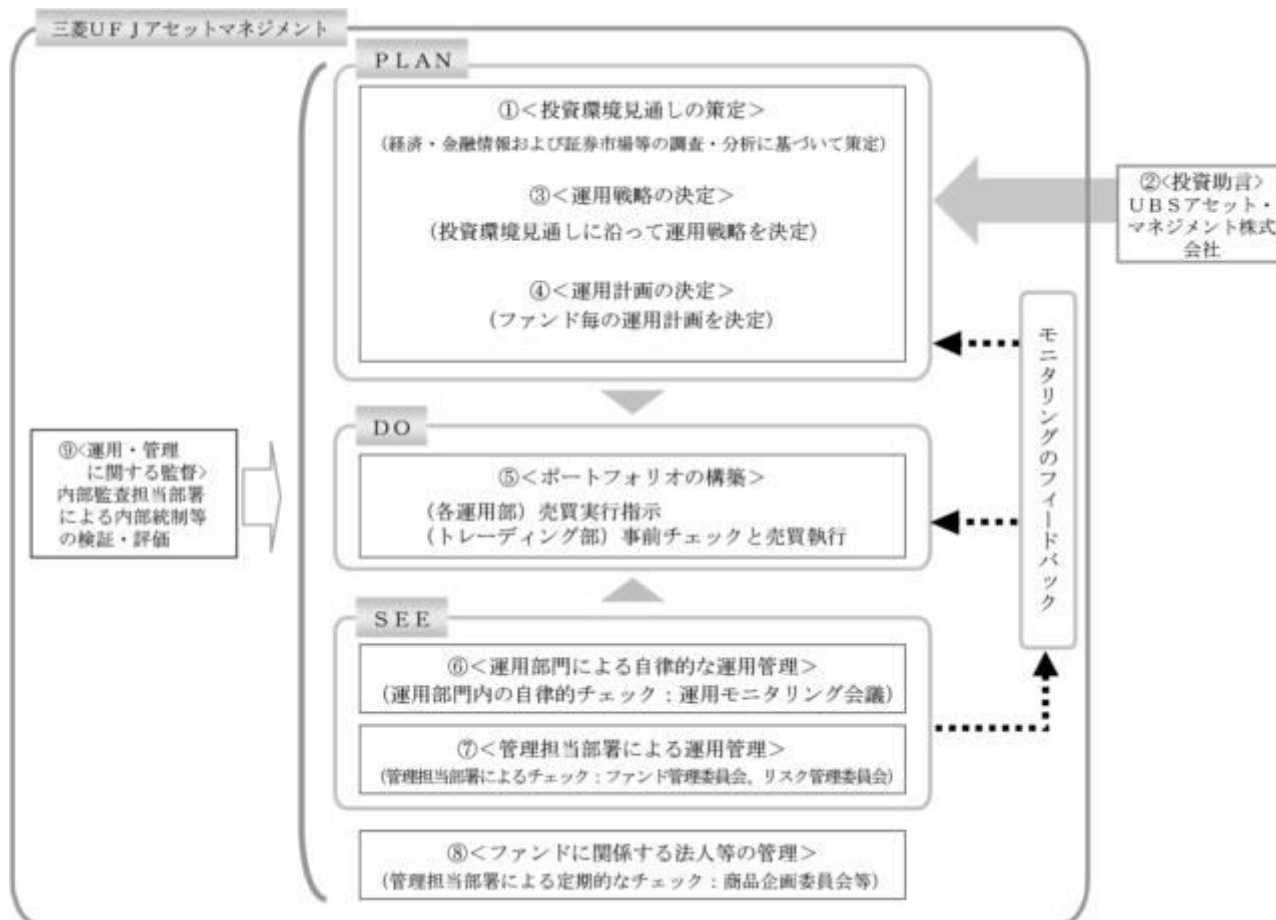 三菱UFJアセットマネジメント
PLAN
①<投資環境見通しの策定>
(経済・金融情報および証券市場等の調査・分析に基づいて策定)
③<運用戦略の決定>
(投資環境見通しに沿って運用戦略を決定)
④<運用計画の決定>
(ファンド毎の運用計画を決定)
②<投資助言>
UBSアセット・
マネジメント株式
会社
モニタリングのフィードバック
DO
⑤<ポートフォリオの構築>
(各運用部)売買実行指示
(トレーディング部)事前チェックと売買執行
⑨<運用・管理
に関する監督>
内部監査担当部署
による内部統制等
の検証・評価
SEE
⑥<運用部門による自律的な運用管理>
(運用部門内の自律的チェック:運用モニタリング会議)
⑦<管理担当部署による運用管理>
(管理担当部署によるチェック:ファンド管理委員会、リスク管理委員会)
⑧<ファンドに関係する法人等の管理>
(管理担当部署による定期的なチェック:商品企画委員会等)